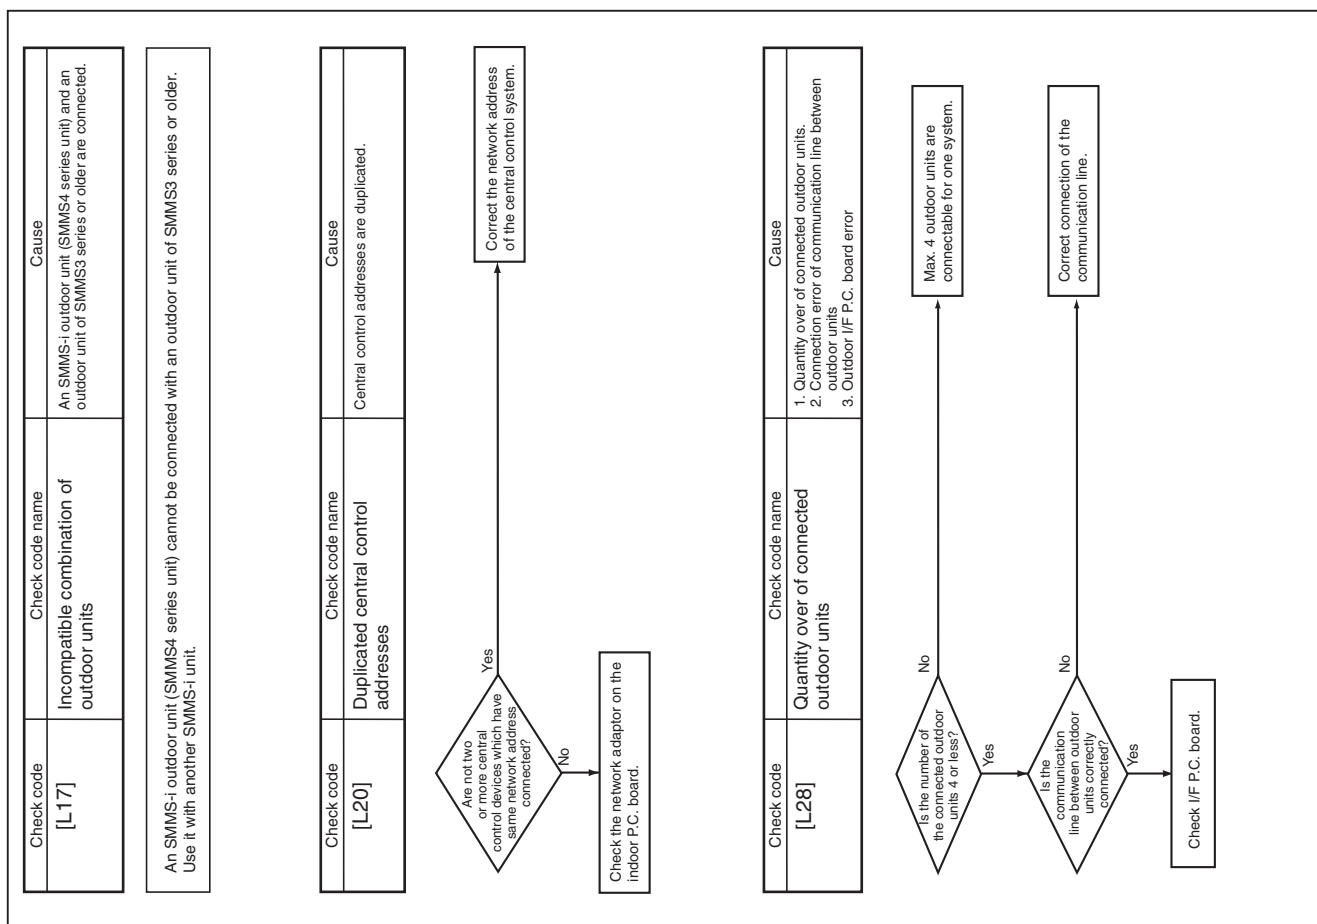 Check code
Check code name
Cause
[L17]
Incompatible combination of
outdoor units
An SMMS-i outdoor unit (SMMS4 series unit) and an
outdoor unit of SMMS3 series or older are connected.
An SMMS-i outdoor unit (SMMS4 series unit) cannot be connected with an outdoor unit of SMMS3 series or older.
Use it with another SMMS-i unit.
Check code
Check code name
Cause
[L20]
Duplicated central control
addresses
Central control addresses are duplicated.
Are not two
or more central
control devices which have
same network address
connected?
Yes
Correct the network address
of the central control system.
No
Check the network adaptor on the
indoor P.C. board.
Check code
Check code name
Cause
[L28]
Quantity over of connected
outdoor units
1. Quantity over of connected outdoor units.
2. Connection error of communication line between
outdoor units
3. Outdoor I/F P.C. board error
Is the number of
the connected outdoor
units 4 or less?
No
Max. 4 outdoor units are
connectable for one system.
Yes
Is the
communication
line between outdoor
units correctly
connected?
No
Correct connection of the
communication line.
Yes
Check I/F P.C. board.